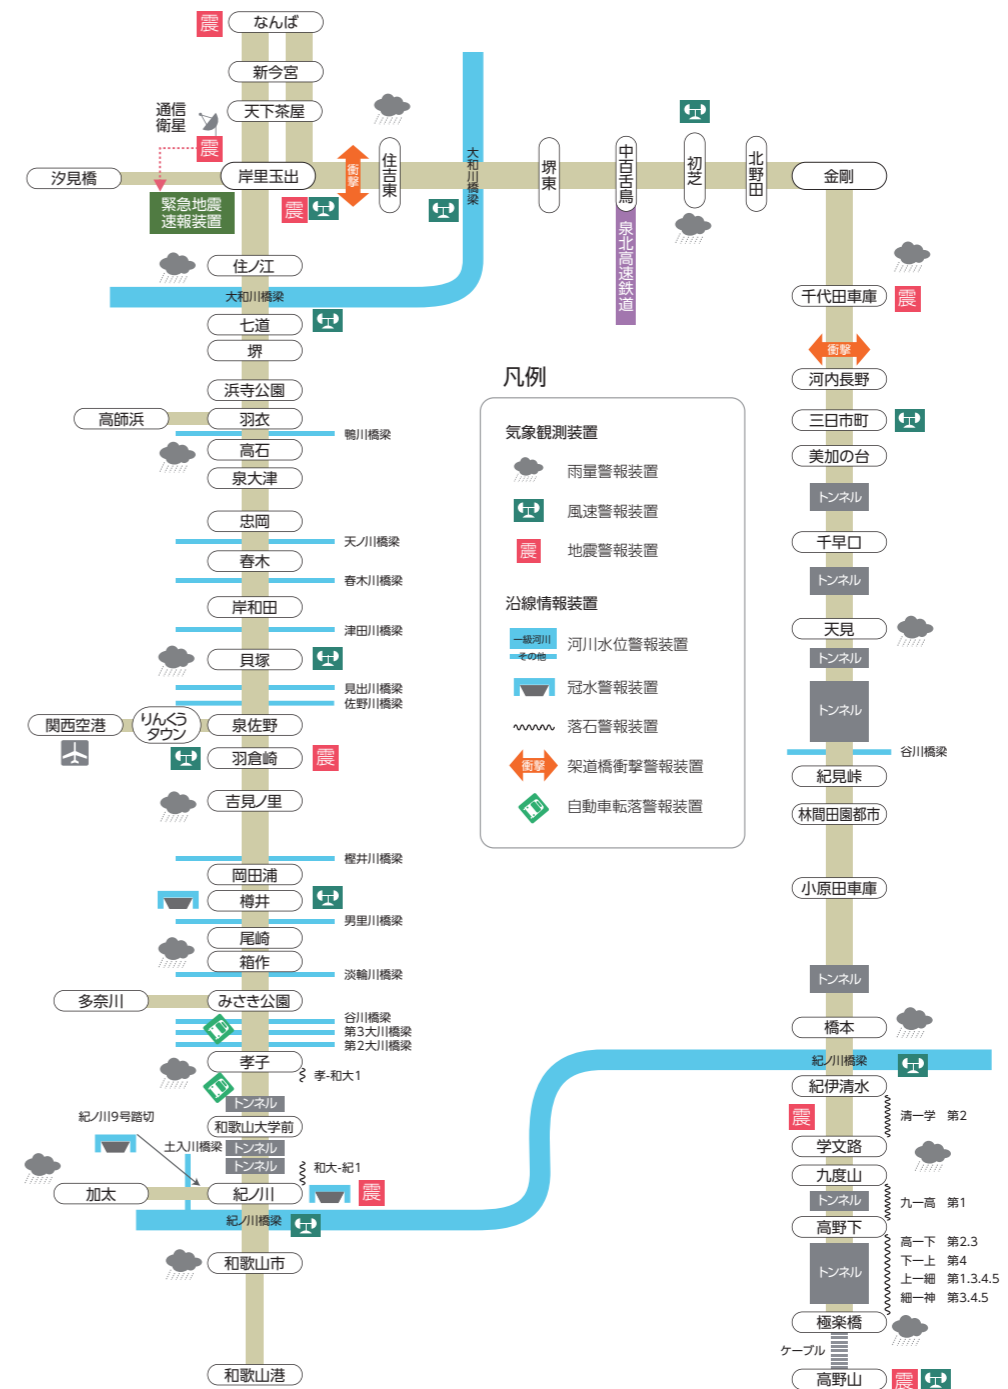 震
なんば
新今宮
天下茶屋
通信
衛星
震
汐見橋
岸里玉出
緊急地震
速報装置
震
衝撃
住吉東
大和川橋梁
堺東
中百舌鳥
泉北高速鉄道
初芝
北野田
金剛
住ノ江
大和川橋梁
七道
堺
浜寺公園
高師浜
羽衣
鴨川橋梁
高石
泉大津
忠岡
天ノ川橋梁
春木
春木川橋梁
岸和田
津田川橋梁
貝塚
見出川橋梁
佐野川橋梁
関西空港
りんくう
タウン
泉佐野
羽倉崎
震
吉見ノ里
樫井川橋梁
岡田浦
樽井
男里川橋梁
尾崎
箱作
淡輪川橋梁
多奈川
みさき公園
谷川橋梁
第3大川橋梁
第2大川橋梁
孝子
孝-和大1
トンネル
紀ノ川9号踏切
和歌山大学前
土入川橋梁
トンネル
トンネル
和大-紀1
加太
紀ノ川
震
紀ノ川橋梁
和歌山市
和歌山港
凡例
気象観測装置
雨量警報装置
風速警報装置
震
地震警報装置
沿線情報装置
一級河川
その他
河川水位警報装置
冠水警報装置
落石警報装置
衝撃
架道橋衝撃警報装置
自動車転落警報装置
千代田車庫
震
衝撃
河内長野
三日市町
美加の台
トンネル
千早口
トンネル
天見
トンネル
トンネル
谷川橋梁
紀見峠
林間田園都市
小原田車庫
トンネル
橋本
紀ノ川橋梁
紀伊清水
震
清一学 第2
学文路
九度山
トンネル
九一高 第1
高野下
高一下 第2.3
下一上 第4
トンネル
上一細 第1.3.4.5
細一神 第3.4.5
極楽橋
ケーブル
高野山
震